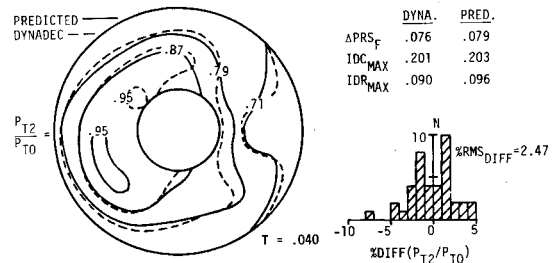 PREDICTED
DYNADEC
P_T2 / P_T0 =
.87
.79
.95
.95
.71
T = .040
DYNA. PRED.
ΔPRS_F .076 .079
IDC_MAX .201 .203
IDR_MAX .090 .096
N
10
%RMS_DIFF=2.47
-10 -5 0 5
%DIFF(P_T2/P_T0)